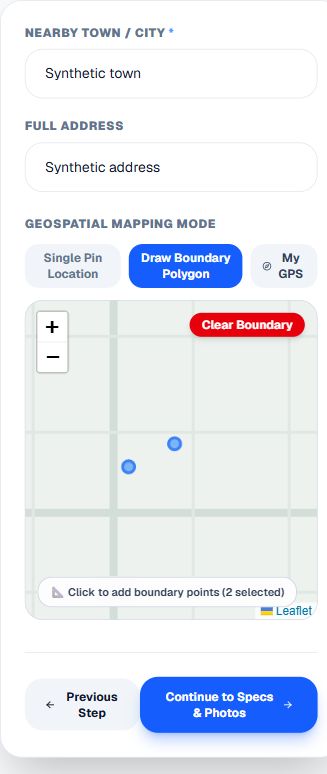 NEARBY TOWN / CITY *
Synthetic town
FULL ADDRESS
Synthetic address
GEOSPATIAL MAPPING MODE
Single Pin
Location
Draw Boundary
Polygon
My
GPS
+
Clear Boundary
−
Click to add boundary points (2 selected)
Leaflet
← Previous
Step
Continue to Specs →
& Photos